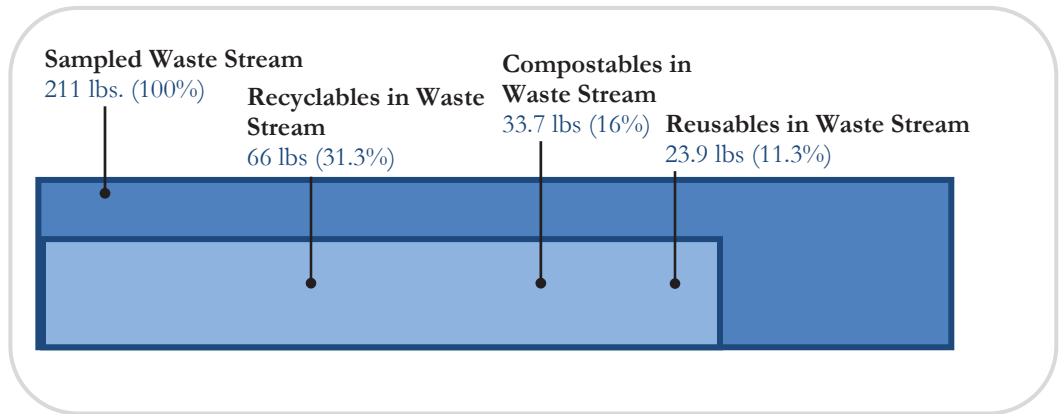 Sampled Waste Stream
211 lbs. (100%)
Recyclables in Waste
Stream
66 lbs (31.3%)
Compostables in
Waste Stream
33.7 lbs (16%)
Reusables in Waste Stream
23.9 lbs (11.3%)